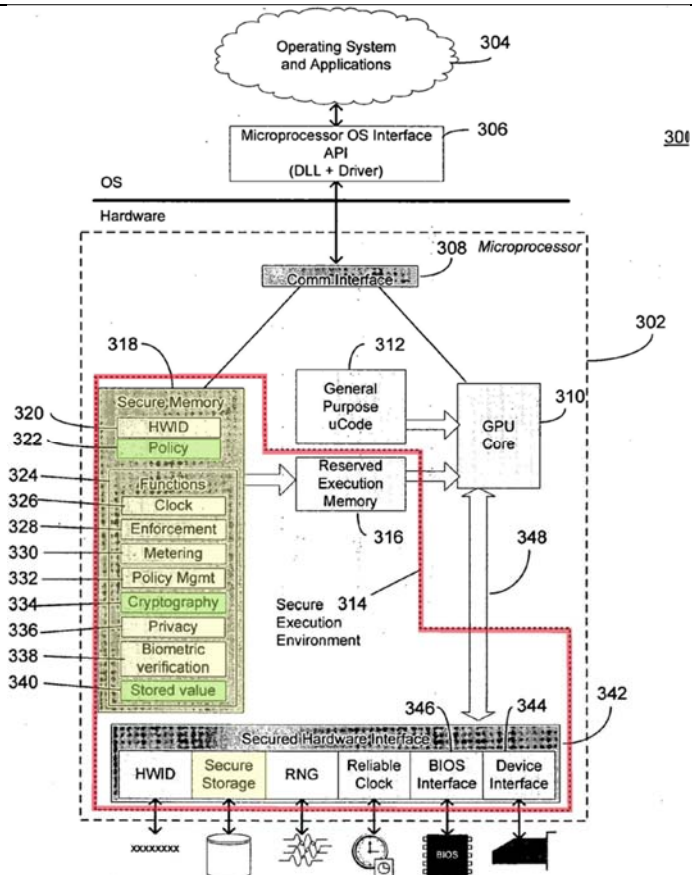 Operating System
and Applications
304
Microprocessor OS Interface
API
(DLL + Driver)
306
OS
Hardware
Microprocessor
308
Comm Interface
302
318
312
Secure Memory
General
Purpose
uCode
310
320
HWID
GPU
Core
322
Policy
324
Functions
Reserved
Execution
Memory
326
Clock
328
Enforcement
316
330
Metering
348
332
Policy Mgmt
334
Cryptography
Secure 314
Execution
Environment
336
Privacy
338
Biometric
verification
340
Stored value
346
344
342
Secured Hardware Interface
HWID
Secure
Storage
RNG
Reliable
Clock
BIOS
Interface
Device
Interface
xxxxxxxx
BIOS